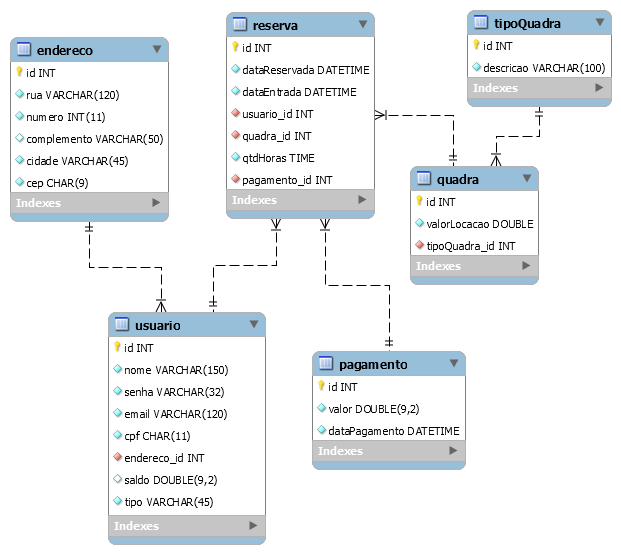 endereco
id INT
rua VARCHAR(120)
numero INT(11)
complemento VARCHAR(50)
cidade VARCHAR(45)
cep CHAR(9)
Indexes
reserva
id INT
dataReservada DATETIME
dataEntrada DATETIME
usuario_id INT
quadra_id INT
qtdHoras TIME
pagamento_id INT
Indexes
tipoQuadra
id INT
descricao VARCHAR(100)
Indexes
quadra
id INT
valorLocacao DOUBLE
tipoQuadra_id INT
Indexes
usuario
id INT
nome VARCHAR(150)
senha VARCHAR(32)
email VARCHAR(120)
cpf CHAR(11)
endereco_id INT
saldo DOUBLE(9,2)
tipo VARCHAR(45)
Indexes
pagamento
id INT
valor DOUBLE(9,2)
dataPagamento DATETIME
Indexes